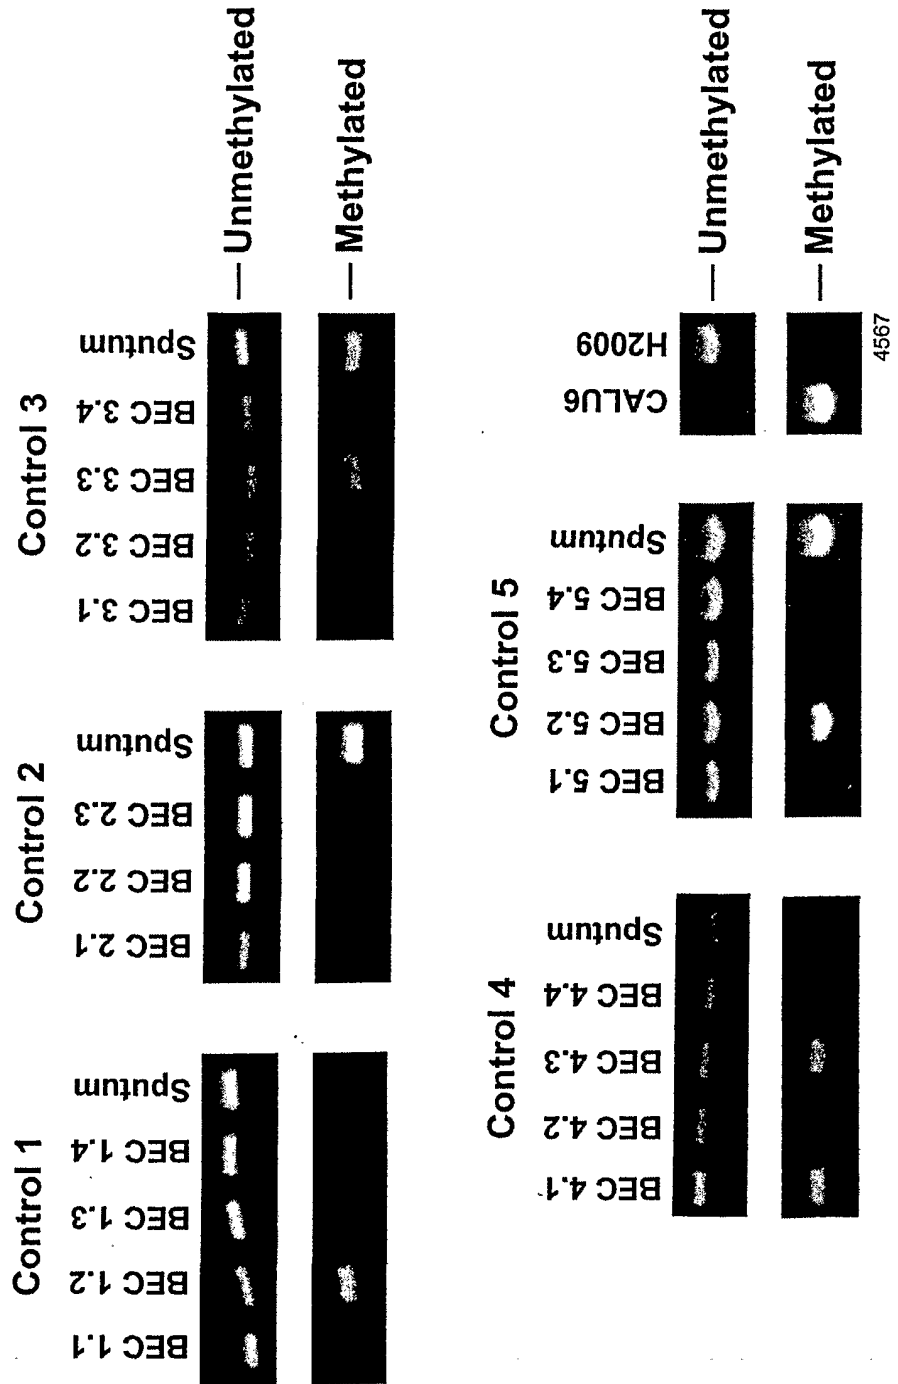 Control 1
BEC 1.1
BEC 1.2
BEC 1.3
BEC 1.4
Sputum
Control 2
BEC 2.1
BEC 2.2
BEC 2.3
Sputum
Control 3
BEC 3.1
BEC 3.2
BEC 3.3
BEC 3.4
Sputum
— Unmethylated
— Methylated
Control 4
BEC 4.1
BEC 4.2
BEC 4.3
BEC 4.4
Sputum
Control 5
BEC 5.1
BEC 5.2
BEC 5.3
BEC 5.4
Sputum
CALU6
H2009
— Unmethylated
— Methylated
4567